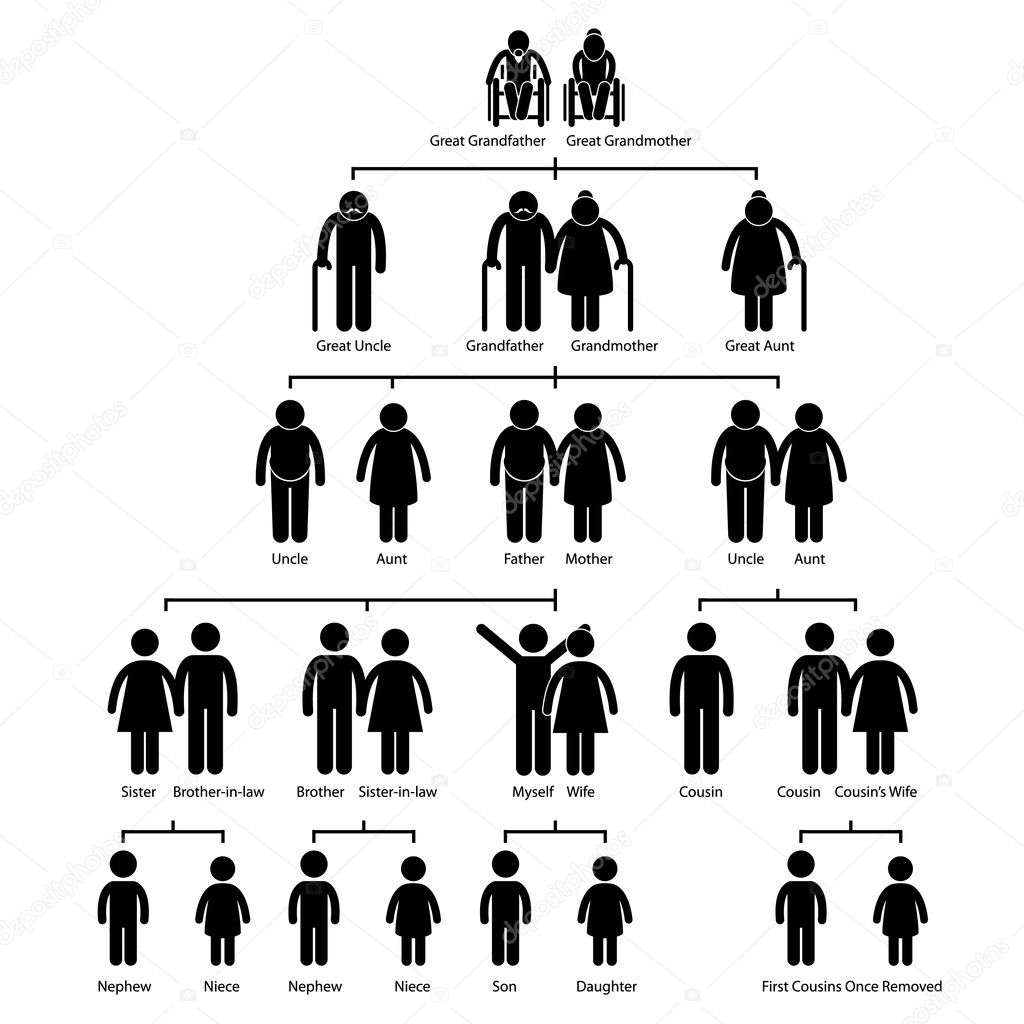 Great Grandfather Great Grandmother
Great Uncle Grandfather Grandmother Great Aunt
Uncle Aunt Father Mother Uncle Aunt
Sister Brother-in-law Brother Sister-in-law Myself Wife Cousin Cousin Cousin's Wife
Nephew Niece Nephew Niece Son Daughter First Cousins Once Removed
depositphotos